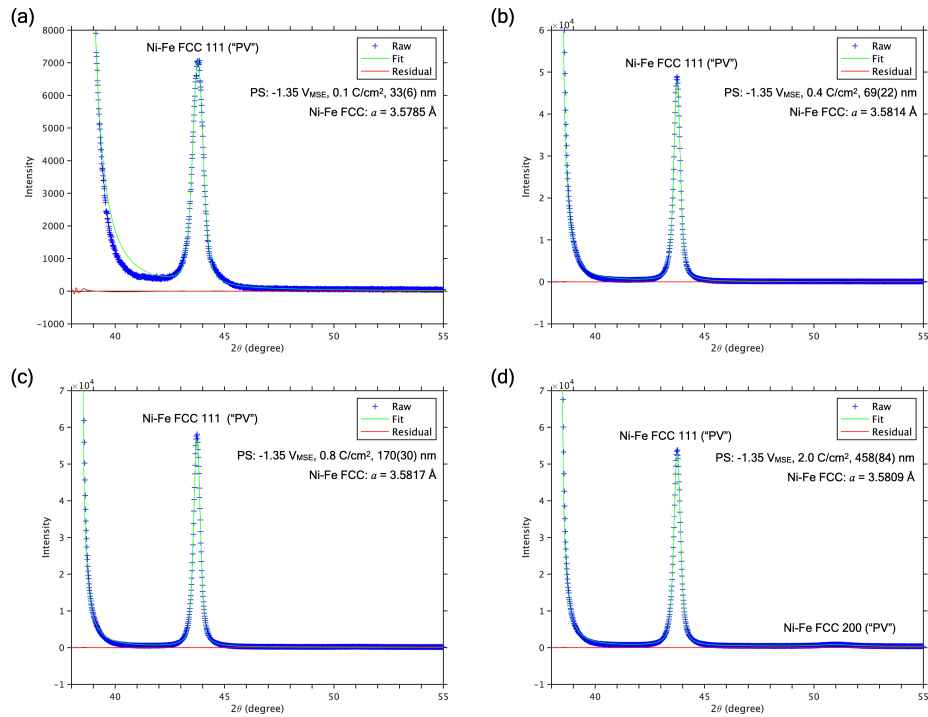 (a)
8000
7000
6000
5000
4000
3000
2000
1000
0
−1000
40
45
50
55
Intensity
2θ (degree)
Ni-Fe FCC 111 (“PV”)
Raw
Fit
Residual
PS: -1.35 VMSE, 0.1 C/cm², 33(6) nm
Ni-Fe FCC: a = 3.5785 Å
(b)
×10⁴
6
5
4
3
2
1
0
−1
40
45
50
55
Intensity
2θ (degree)
Ni-Fe FCC 111 (“PV”)
Raw
Fit
Residual
PS: -1.35 VMSE, 0.4 C/cm², 69(22) nm
Ni-Fe FCC: a = 3.5814 Å
(c)
×10⁴
7
6
5
4
3
2
1
0
−1
40
45
50
55
Intensity
2θ (degree)
Ni-Fe FCC 111 (“PV”)
Raw
Fit
Residual
PS: -1.35 VMSE, 0.8 C/cm², 170(30) nm
Ni-Fe FCC: a = 3.5817 Å
(d)
×10⁴
7
6
5
4
3
2
1
0
−1
40
45
50
55
Intensity
2θ (degree)
Ni-Fe FCC 111 (“PV”)
Raw
Fit
Residual
PS: -1.35 VMSE, 2.0 C/cm², 458(84) nm
Ni-Fe FCC: a = 3.5809 Å
Ni-Fe FCC 200 (“PV”)